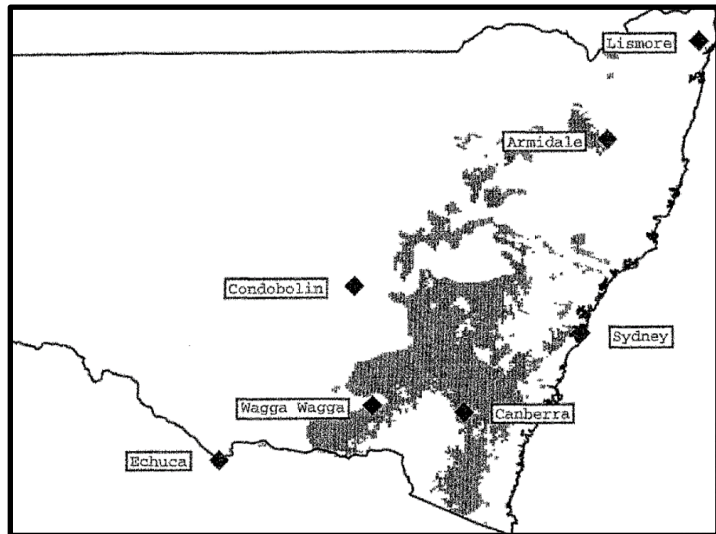 Lismore
Armidale
Condobolin
Sydney
Wagga Wagga
Canberra
Echuca